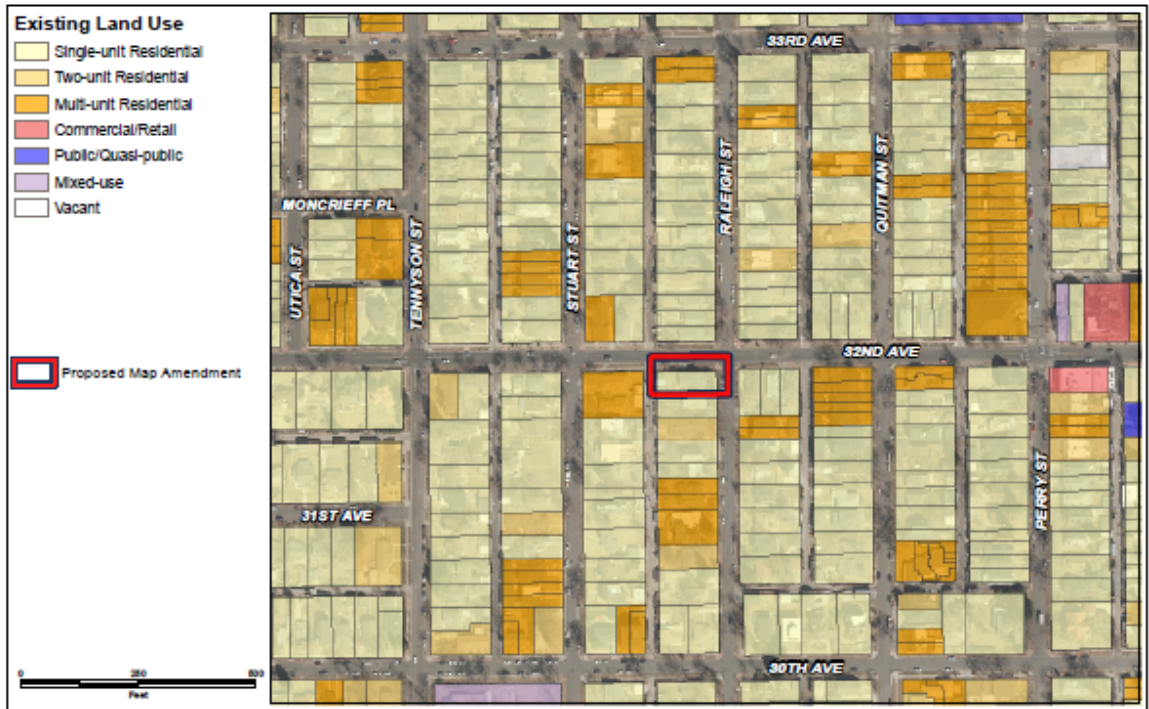 Existing Land Use
Single-unit Residential
Two-unit Residential
Multi-unit Residential
Commercial/Retail
Public/Quasi-public
Mixed-use
Vacant
Proposed Map Amendment
33RD AVE
MONCRIEFF PL
UTICA ST
TENNYSON ST
STUART ST
RALEIGH ST
QUITMAN ST
32ND AVE
31ST AVE
PERRY ST
30TH AVE
0
Feet